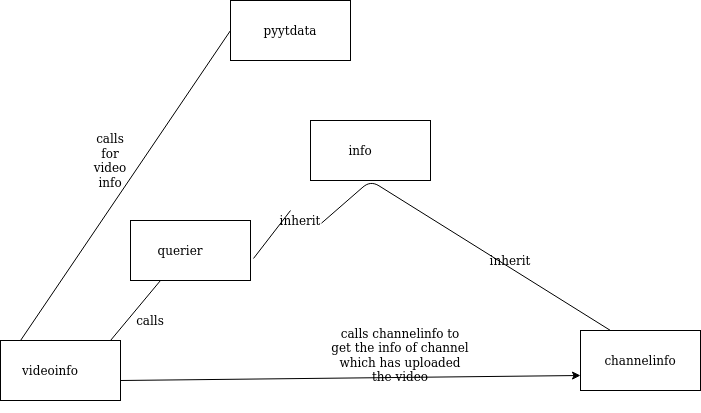 pyytdata
calls
for
video
info
info
inherit
querier
inherit
calls
calls channelinfo to
get the info of channel
which has uploaded
the video
videoinfo
channelinfo